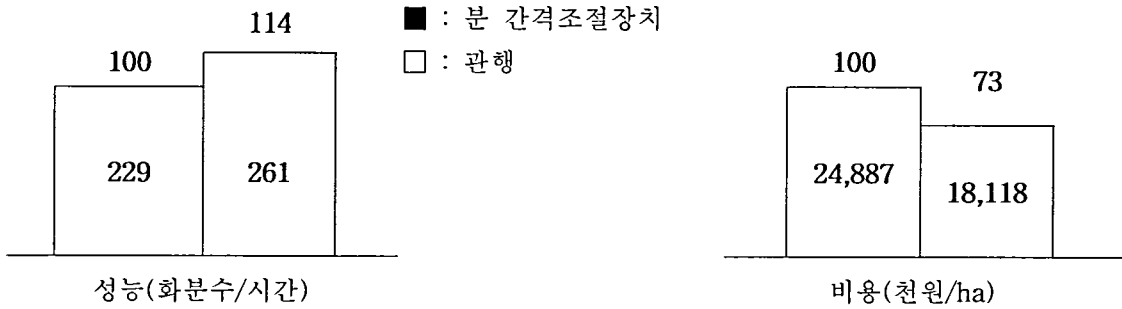 114
■ : 분 간격조절장치
100
□ : 관행
100
73
229
261
24,887
18,118
성능(화분수/시간)
비용(천원/ha)